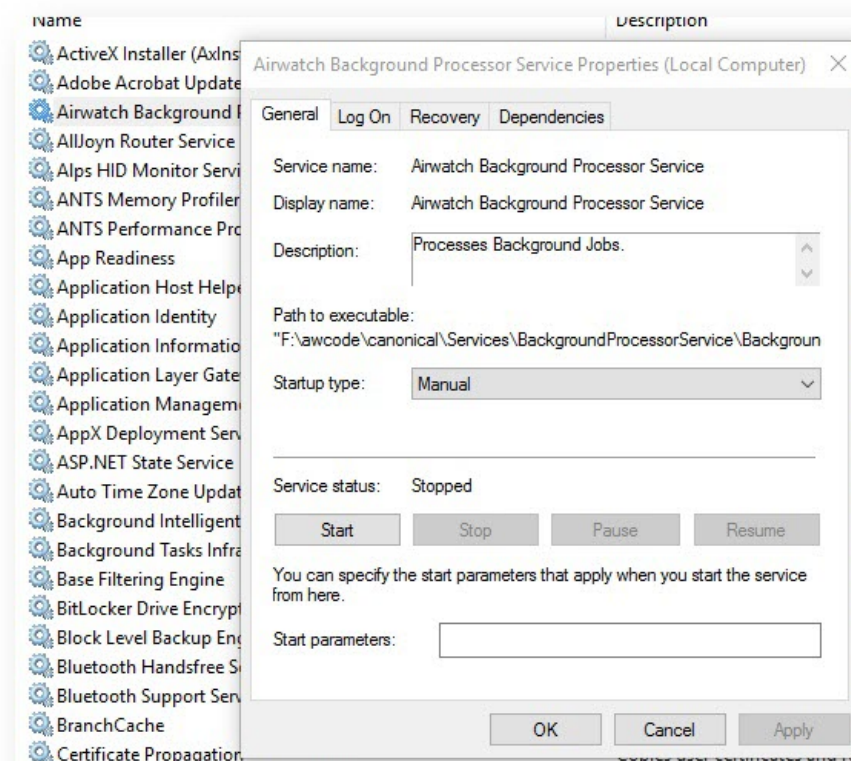 Name Description
ActiveX Installer (AxIns
Adobe Acrobat Update
Airwatch Background P
AllJoyn Router Service
Alps HID Monitor Servi
ANTS Memory Profiler
ANTS Performance Pro
App Readiness
Application Host Helpe
Application Identity
Application Informatio
Application Layer Gate
Application Manageme
AppX Deployment Serv
ASP.NET State Service
Auto Time Zone Updat
Background Intelligent
Background Tasks Infra
Base Filtering Engine
BitLocker Drive Encrypt
Block Level Backup Eng
Bluetooth Handsfree Se
Bluetooth Support Serv
BranchCache
Certificate Propagation
Airwatch Background Processor Service Properties (Local Computer)
General Log On Recovery Dependencies
Service name: Airwatch Background Processor Service
Display name: Airwatch Background Processor Service
Description: Processes Background Jobs.
Path to executable:
"F:\awcode\canonical\Services\BackgroundProcessorService\Backgroun
Startup type: Manual
Service status: Stopped
Start Stop Pause Resume
You can specify the start parameters that apply when you start the service
from here.
Start parameters:
OK Cancel Apply